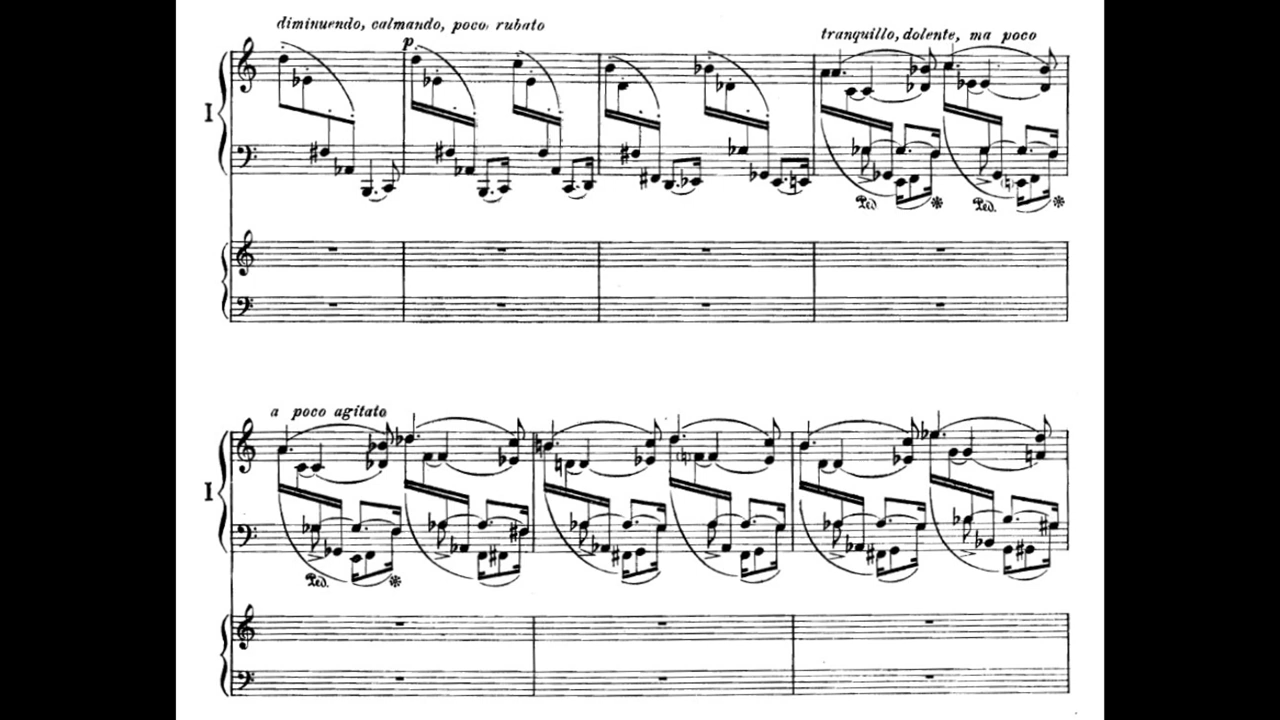 diminuendo, calmando, poco rubato
p
tranquillo, dolente, ma poco
I
Ped. Ped.
a poco agitato
I
Ped.